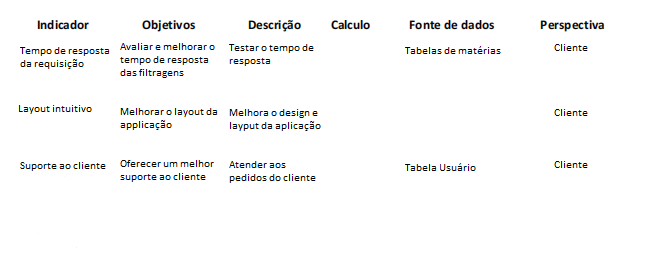 Indicador Objetivos Descrição Calculo Fonte de dados Perspectiva
Tempo de resposta da requisição
Avaliar e melhorar o tempo de resposta das filtragens
Testar o tempo de resposta
Tabelas de matérias
Cliente
Layout intuitivo
Melhorar o layout da applicação
Melhora o design e layput da aplicação
Cliente
Suporte ao cliente
Oferecer um melhor suporte ao cliente
Atender aos pedidos do cliente
Tabela Usuário
Cliente